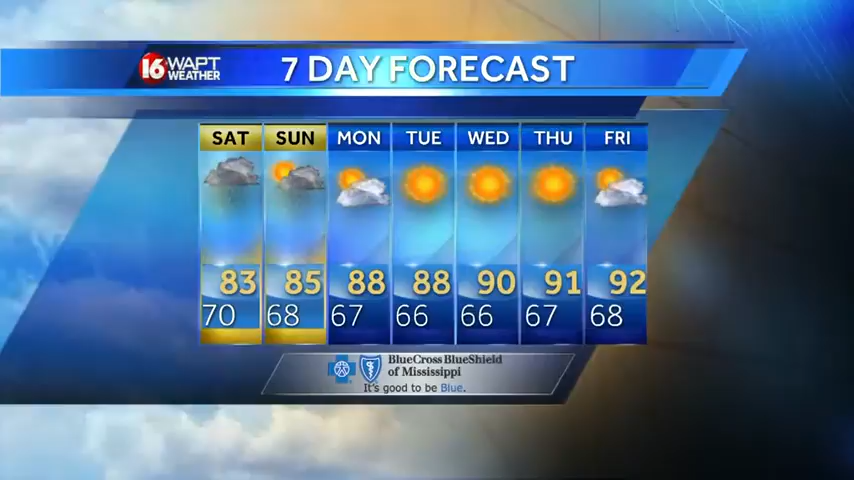 16 WAPT WEATHER
7 DAY FORECAST
SAT SUN MON TUE WED THU FRI
83 85 88 88 90 91 92
70 68 67 66 66 67 68
BlueCross BlueShield
of Mississippi
It's good to be Blue.